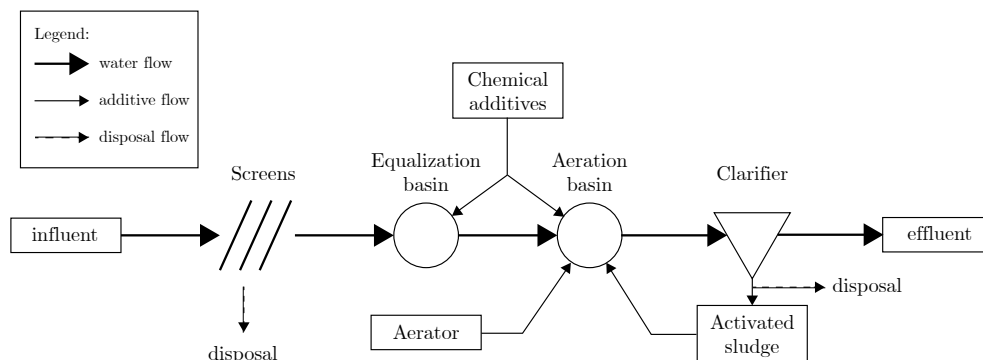 Legend:
water flow
additive flow
disposal flow
Chemical
additives
Screens
Equalization
basin
Aeration
basin
Clarifier
influent
effluent
disposal
disposal
Aerator
Activated
sludge